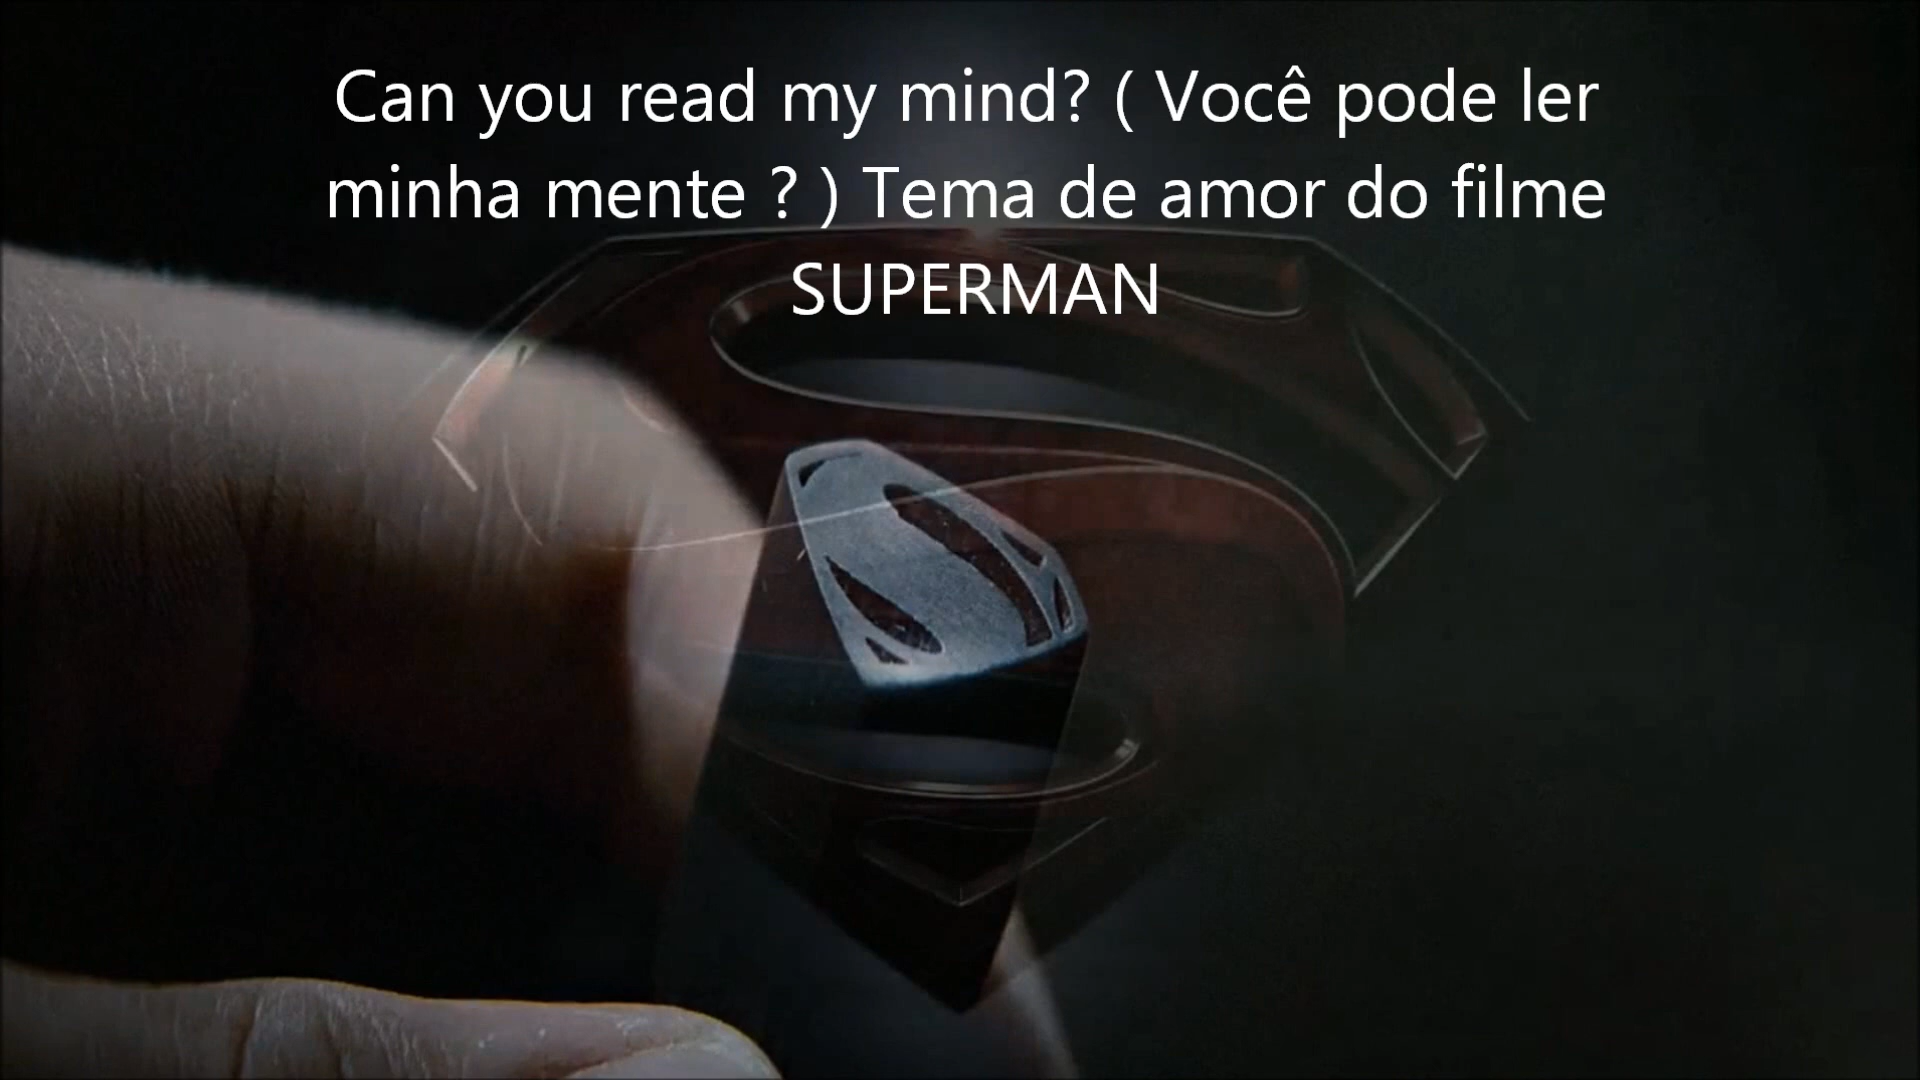 Can you read my mind? ( Você pode ler
minha mente ? ) Tema de amor do filme
SUPERMAN